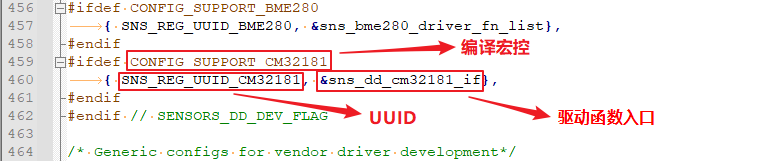 456 #ifdef CONFIG_SUPPORT_BME280
457 { SNS_REG_UUID_BME280, &sns_bme280_driver_fn_list},
458 #endif
459 #ifdef CONFIG_SUPPORT_CM32181
编译宏控
460 { SNS_REG_UUID_CM32181, &sns_dd_cm32181_if},
461 #endif
462 #endif // SENSORS_DD_DEV_FLAG
UUID
驱动函数入口
463
464 /* Generic configs for vendor driver development*/